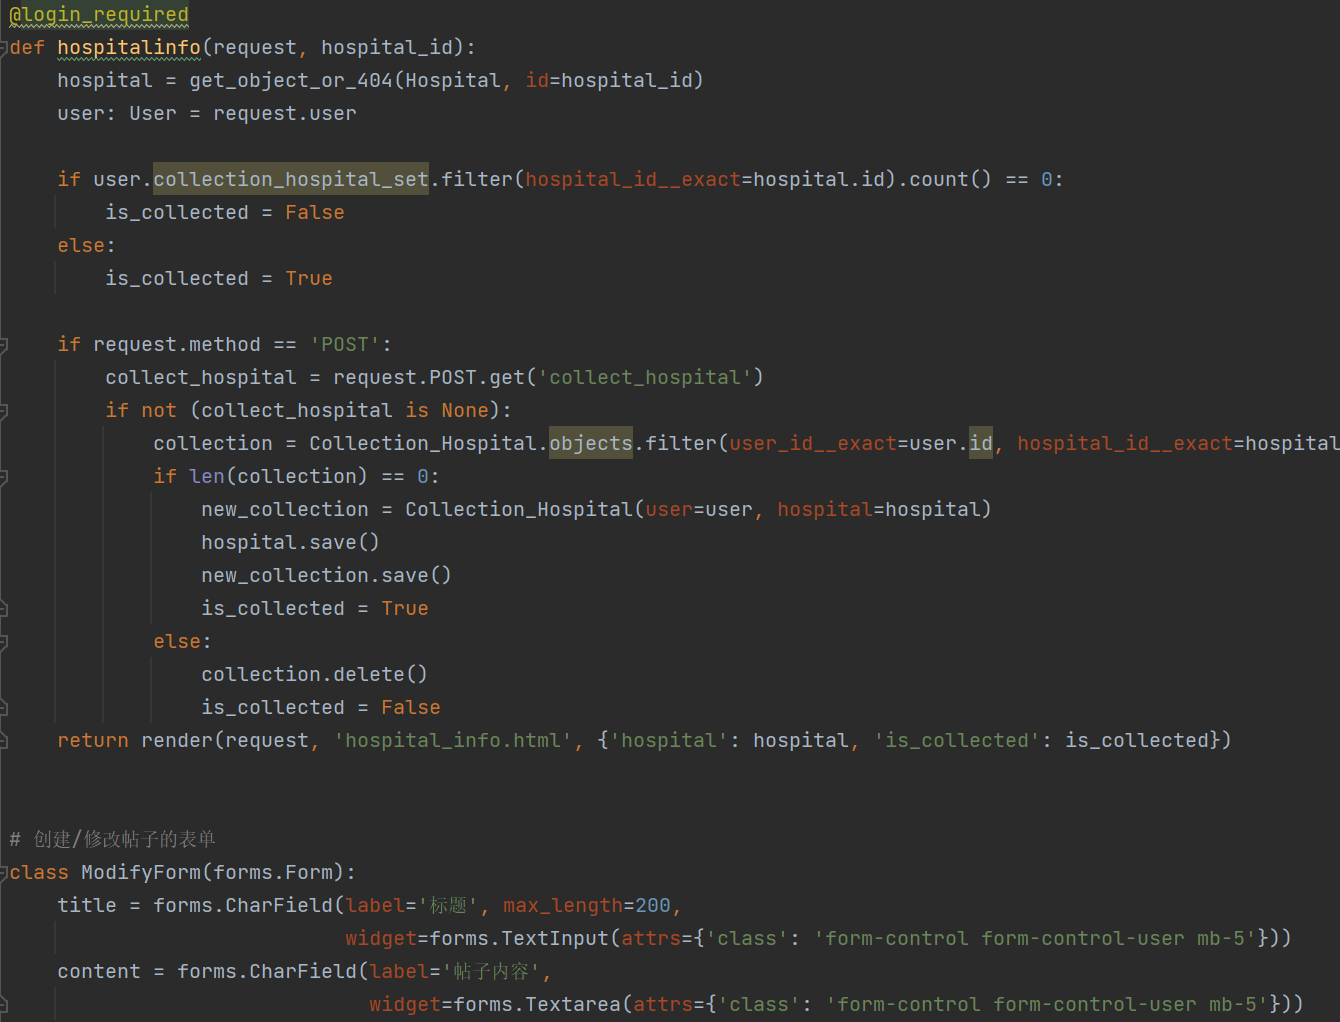 @login_required
def hospitalinfo(request, hospital_id):
    hospital = get_object_or_404(Hospital, id=hospital_id)
    user: User = request.user

    if user.collection_hospital_set.filter(hospital_id__exact=hospital.id).count() == 0:
        is_collected = False
    else:
        is_collected = True

    if request.method == 'POST':
        collect_hospital = request.POST.get('collect_hospital')
        if not (collect_hospital is None):
            collection = Collection_Hospital.objects.filter(user_id__exact=user.id, hospital_id__exact=hospital
            if len(collection) == 0:
                new_collection = Collection_Hospital(user=user, hospital=hospital)
                hospital.save()
                new_collection.save()
                is_collected = True
            else:
                collection.delete()
                is_collected = False
    return render(request, 'hospital_info.html', {'hospital': hospital, 'is_collected': is_collected})


# 创建/修改帖子的表单
class ModifyForm(forms.Form):
    title = forms.CharField(label='标题', max_length=200,
                            widget=forms.TextInput(attrs={'class': 'form-control form-control-user mb-5'}))
    content = forms.CharField(label='帖子内容',
                              widget=forms.Textarea(attrs={'class': 'form-control form-control-user mb-5'}))